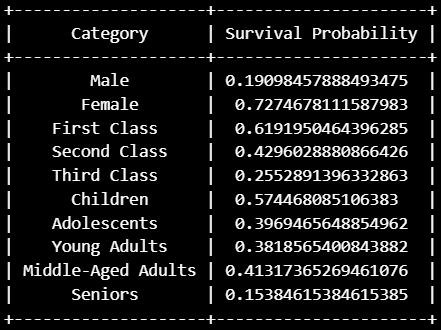 +-------------------+----------------------+
| Category | Survival Probability |
+-------------------+----------------------+
| Male | 0.19098457888493475 |
| Female | 0.7274678111587983 |
| First Class | 0.6191950464396285 |
| Second Class | 0.4296028880866426 |
| Third Class | 0.2552891396332863 |
| Children | 0.574468085106383 |
| Adolescents | 0.3969465648854962 |
| Young Adults | 0.3818565400843882 |
| Middle-Aged Adults | 0.41317365269461076 |
| Seniors | 0.15384615384615385 |
+-------------------+----------------------+